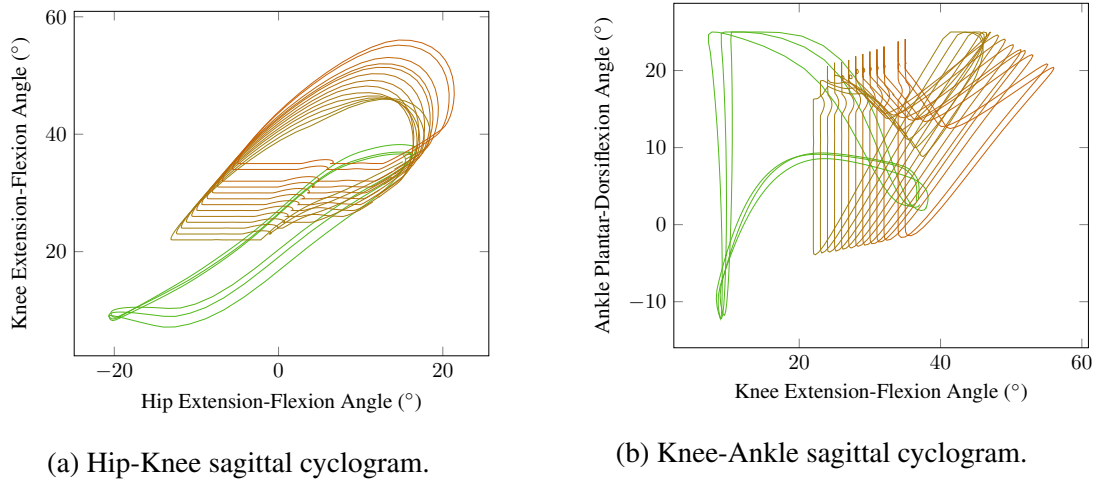 60
40
20
−20
0
20
Knee Extension-Flexion Angle (°)
Hip Extension-Flexion Angle (°)
(a) Hip-Knee sagittal cyclogram.
20
10
0
−10
20
40
60
Ankle Plantar-Dorsiflexion Angle (°)
Knee Extension-Flexion Angle (°)
(b) Knee-Ankle sagittal cyclogram.